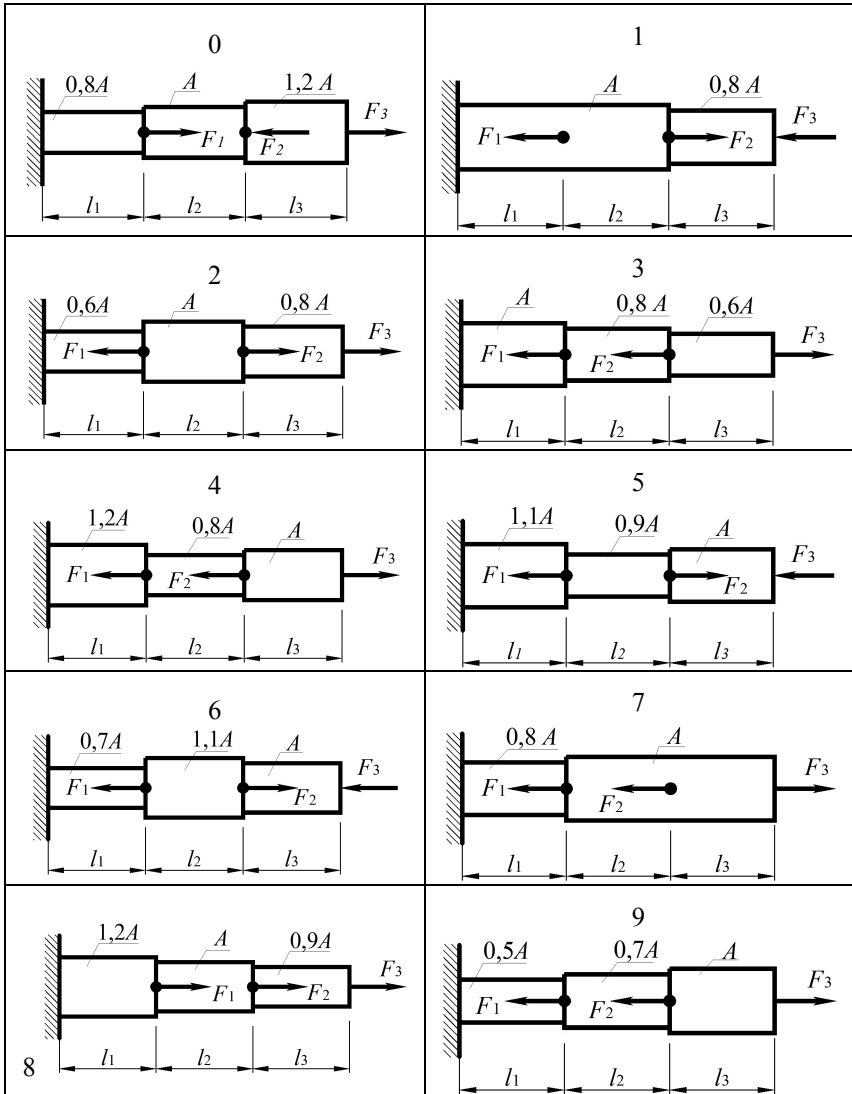 0
0,8A A 1,2 A
F1 F2 F3
l1 l2 l3
1
A 0,8 A
F1 F2 F3
l1 l2 l3
2
0,6A A 0,8 A
F1 F2 F3
l1 l2 l3
3
A 0,8 A 0,6A
F1 F2 F3
l1 l2 l3
4
1,2A 0,8A A
F1 F2 F3
l1 l2 l3
5
1,1A 0,9A A
F1 F2 F3
l1 l2 l3
6
0,7A 1,1A A
F1 F2 F3
l1 l2 l3
7
0,8 A A
F1 F2 F3
l1 l2 l3
8
1,2A A 0,9A
F1 F2 F3
l1 l2 l3
9
0,5A 0,7A A
F1 F2 F3
l1 l2 l3